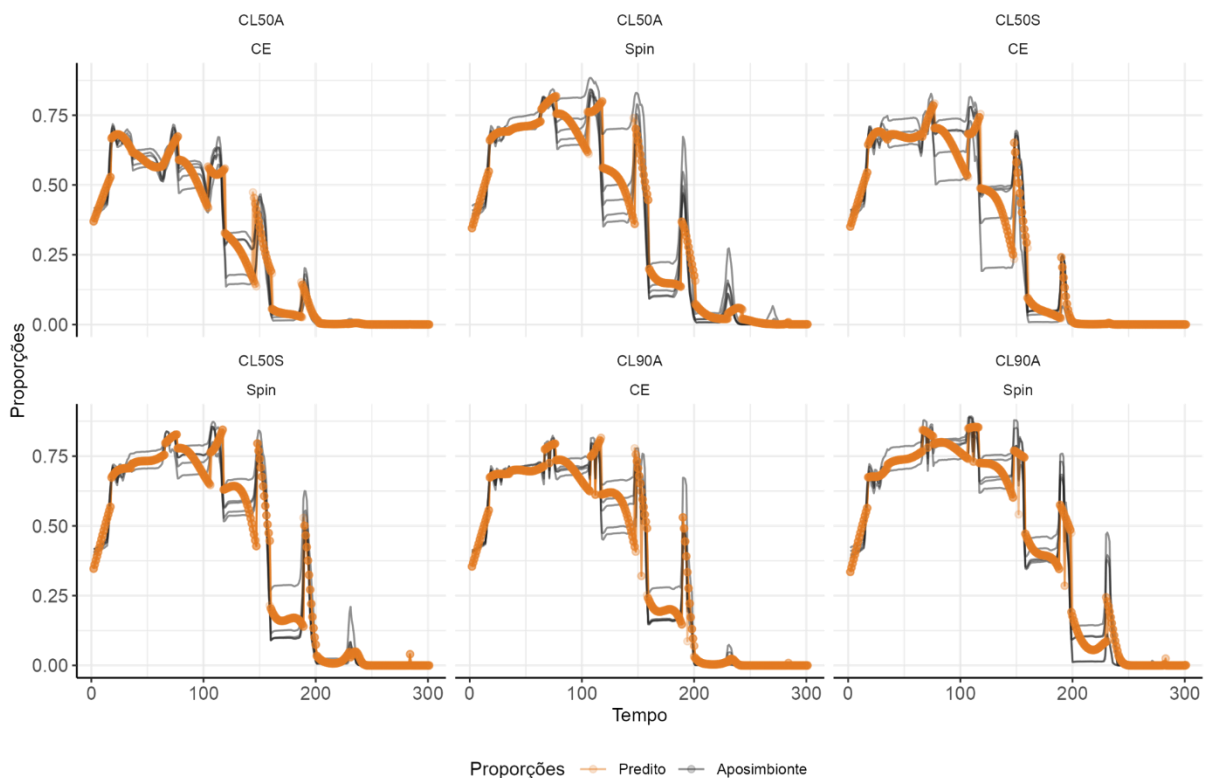 CL50A CL50A CL50S
CE Spin CE
0.75
0.50
0.25
0.00
CL50S CL90A CL90A
Spin CE Spin
0.75
0.50
0.25
0.00
0 100 200 300 0 100 200 300 0 100 200 300
Proporções
Tempo
Proporções Predito Aposimbionte